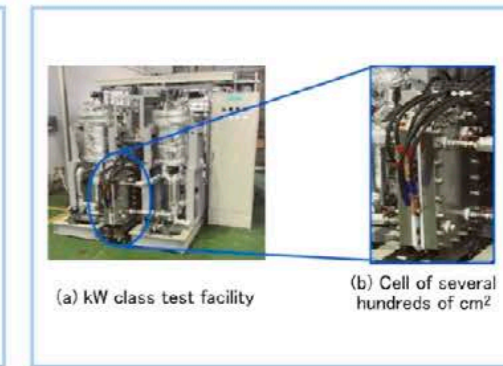 (a) kW class test facility
(b) Cell of several
hundreds of cm²